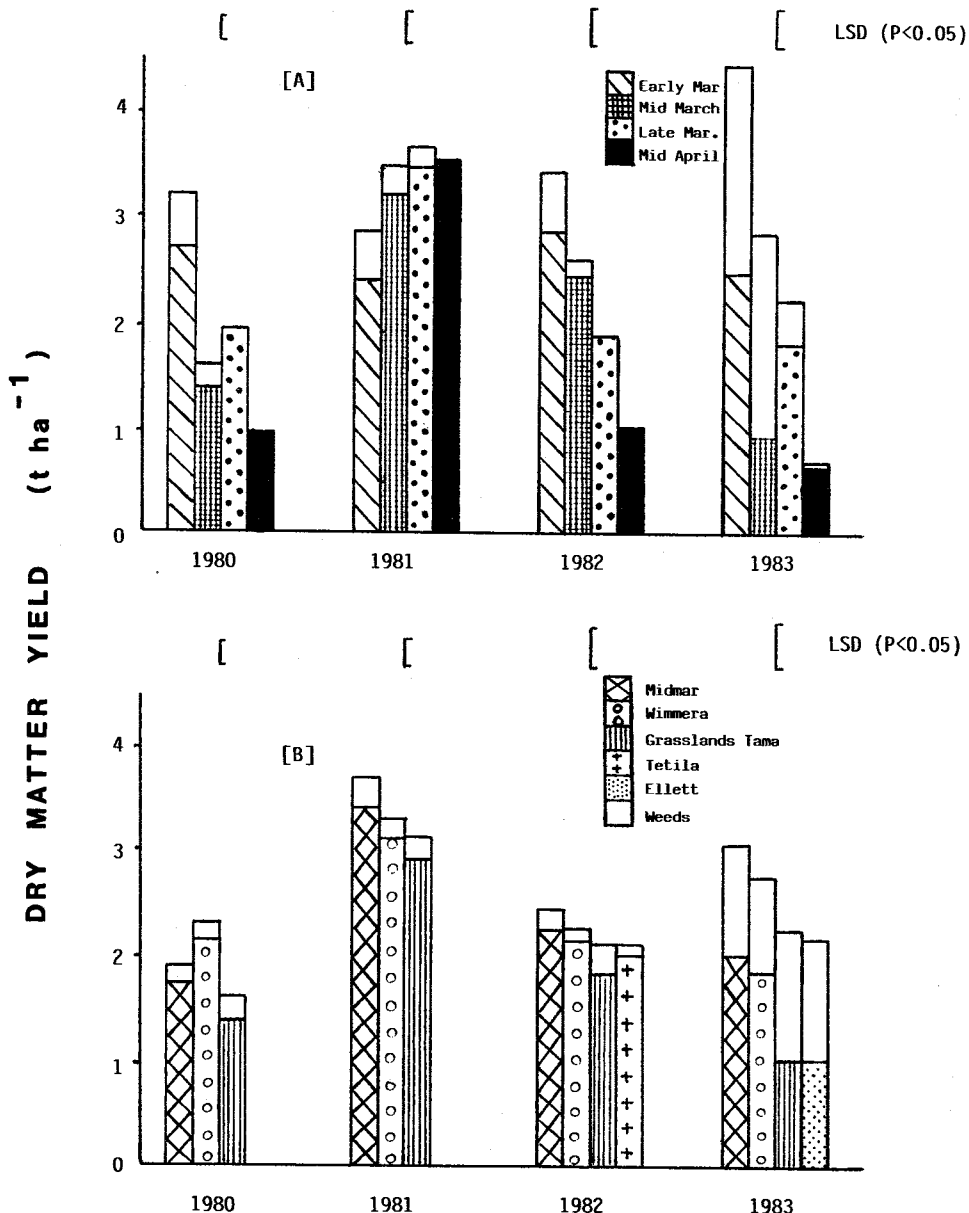 LSD (P<0.05)
[A]
Early Mar
Mid March
Late Mar.
Mid April
4
3
2
1
0
1980
1981
1982
1983
DRY MATTER YIELD (t ha⁻¹)
LSD (P<0.05)
[B]
Midmar
Wimmera
Grasslands Tama
Tetila
Ellett
Weeds
4
3
2
1
0
1980
1981
1982
1983